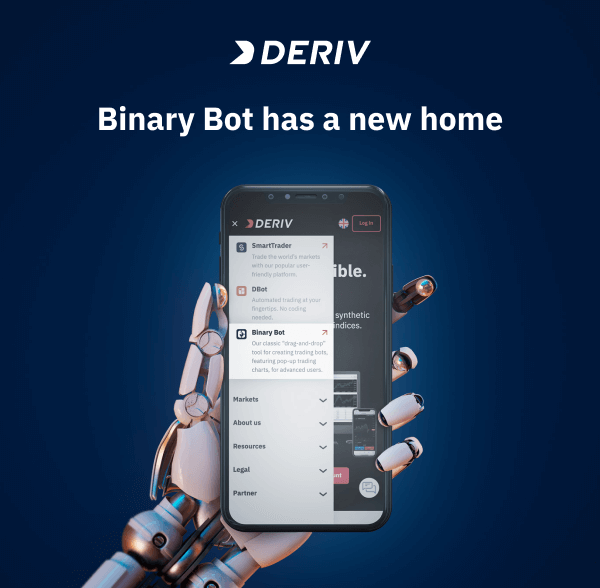 DERIV
Binary Bot has a new home
× DERIV Log in
SmartTrader
Trade the world's markets
with our popular user-
friendly platform.
ible.
DBot
Automated trading at your
fingertips. No coding
needed.
synthetic
indices.
Binary Bot
Our classic "drag-and-drop"
tool for creating trading bots,
featuring pop-up trading
charts, for advanced users.
Markets
About us
Resources
Legal
Partner